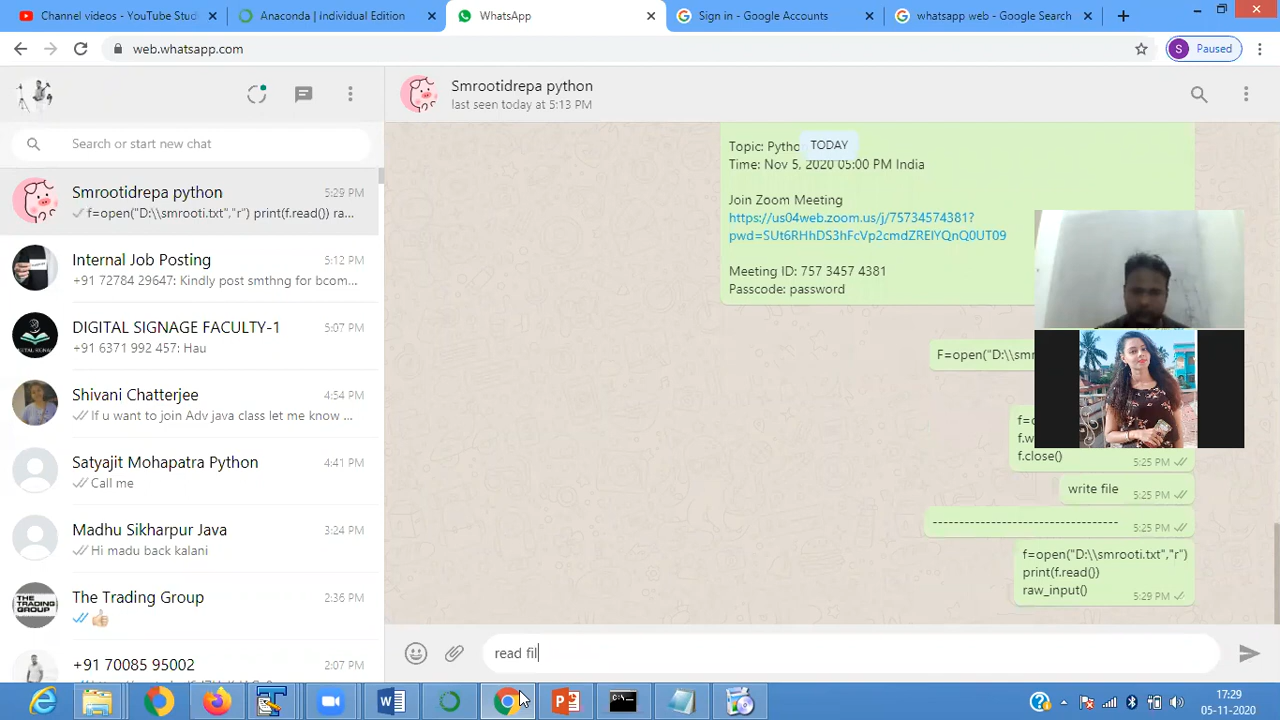 Channel videos - YouTube Stud
Anaconda | Individual Edition
WhatsApp
Sign in - Google Accounts
whatsapp web - Google Search
web.whatsapp.com
S Paused
Smrootidrepa python
last seen today at 5:13 PM
Search or start new chat
Smrootidrepa python 5:29 PM
f=open("D:\\smrooti.txt","r") print(f.read()) ra...
Internal Job Posting 5:12 PM
+91 72784 29647: Kindly post smthng for bcom...
DIGITAL SIGNAGE FACULTY-1 5:07 PM
+91 6371 992 457: Hau
Shivani Chatterjee 4:54 PM
If u want to join Adv java class let me know ...
Satyajit Mohapatra Python 4:41 PM
Call me
Madhu Sikharpur Java 3:24 PM
Hi madu back kalani
THE TRADING GROUP
The Trading Group 2:36 PM
+91 70085 95002 2:07 PM
TODAY
Topic: Pytho
Time: Nov 5, 2020 05:00 PM India
Join Zoom Meeting
https://us04web.zoom.us/j/75734574381?
pwd=SUt6RHhDS3hFcVp2cmdZRElYQnQ0UT09
Meeting ID: 757 3457 4381
Passcode: password
F=open("D:\\smr
f=o
f.w
f.close() 5:25 PM
write file 5:25 PM
----------------------------------- 5:25 PM
f=open("D:\\smrooti.txt","r")
print(f.read())
raw_input() 5:29 PM
read fil
17:29
05-11-2020